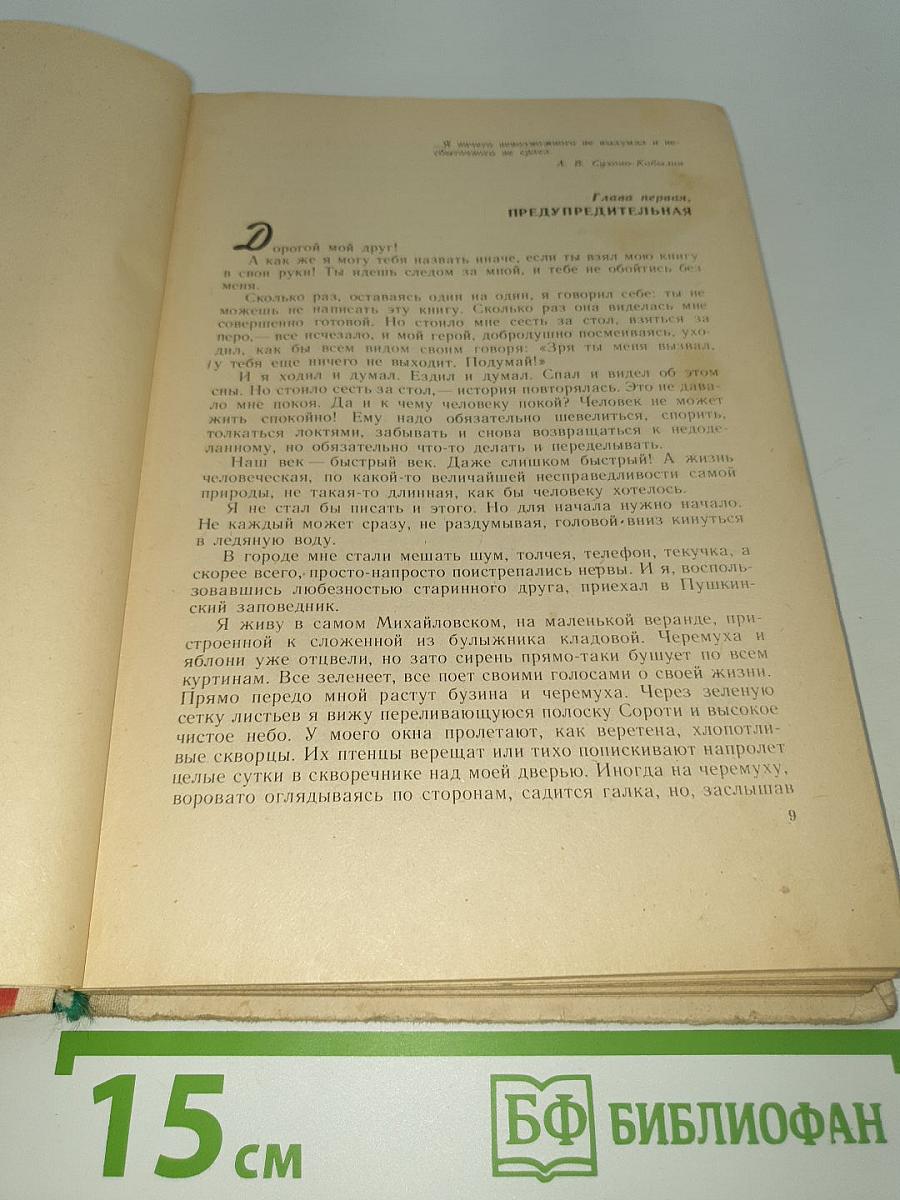 ...Я ничего невозможного не выдумал и не-
сбыточного не сплел.
А. В. Сухово-Кобылин
Глава первая,
ПРЕДУПРЕДИТЕЛЬНАЯ
Дорогой мой друг!
А как же я могу тебя назвать иначе, если ты взял мою книгу
в свои руки! Ты идешь следом за мной, и тебе не обойтись без
меня.
Сколько раз, оставаясь один на один, я говорил себе: ты не
можешь не написать эту книгу. Сколько раз она виделась мне
совершенно готовой. Но стоило мне сесть за стол, взяться за
перо,— все исчезало, и мой герой, добродушно посмеиваясь, ухо-
дил, как бы всем видом своим говоря: «Зря ты меня вызвал,
у тебя еще ничего не выходит. Подумай!»
И я ходил и думал. Ездил и думал. Спал и видел об этом
сны. Но стоило сесть за стол,— история повторялась. Это не дава-
ло мне покоя. Да и к чему человеку покой? Человек не может
жить спокойно! Ему надо обязательно шевелиться, спорить,
толкаться локтями, забывать и снова возвращаться к недоде-
ланному, но обязательно что-то делать и переделывать.
Наш век — быстрый век. Даже слишком быстрый! А жизнь
человеческая, по какой-то величайшей несправедливости самой
природы, не такая-то длинная, как бы человеку хотелось.
Я не стал бы писать и этого. Но для начала нужно начало.
Не каждый может сразу, не раздумывая, головой вниз кинуться
в ледяную воду.
В городе мне стали мешать шум, толчея, телефон, текучка, а
скорее всего, просто-напросто поистрепались нервы. И я, восполь-
зовавшись любезностью старинного друга, приехал в Пушкин-
ский заповедник.
Я живу в самом Михайловском, на маленькой веранде, при-
строенной к сложенной из булыжника кладовой. Черемуха и
яблони уже отцвели, но зато сирень прямо-таки бушует по всем
куртинам. Все зеленеет, все поет своими голосами о своей жизни.
Прямо передо мной растут бузина и черемуха. Через зеленую
сетку листьев я вижу переливающуюся полоску Сороти и высокое
чистое небо. У моего окна пролетают, как веретена, хлопотли-
вые скворцы. Их птенцы верещат или тихо попискивают напролет
целые сутки в скворечнике над моей дверью. Иногда на черемуху,
воровато оглядываясь по сторонам, садится галка, но, заслышав
9
15 см
БФ БИБЛИОФАН